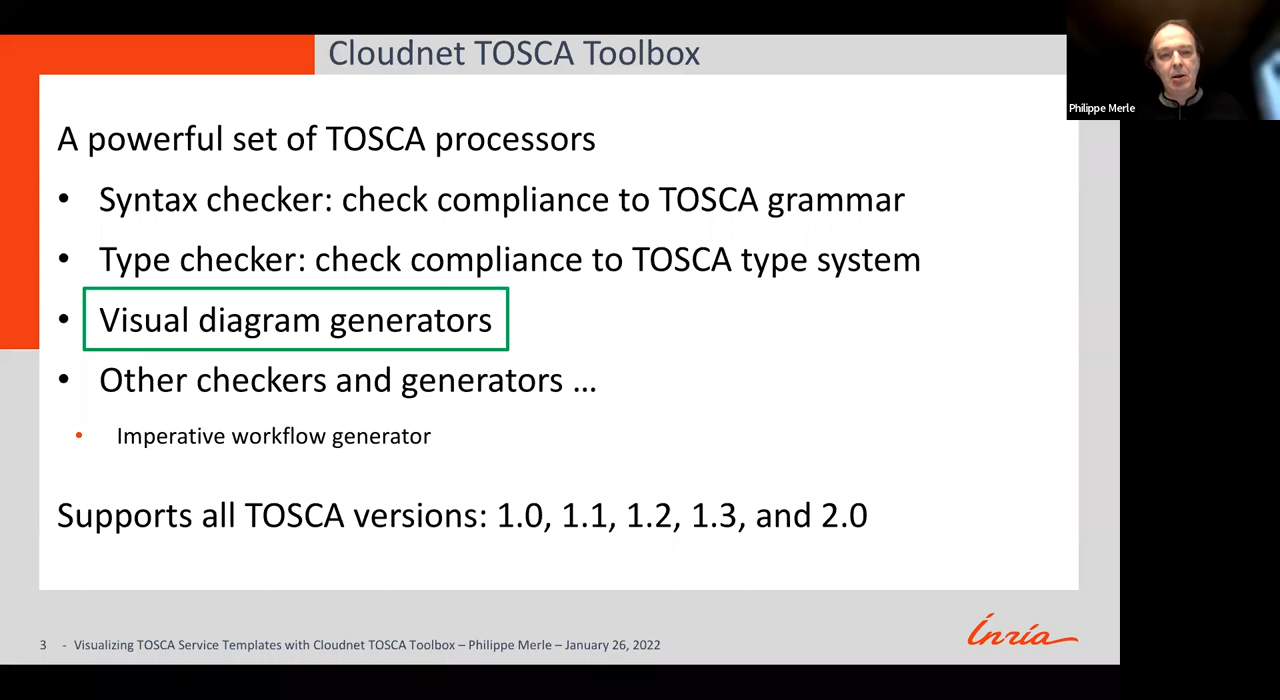 Cloudnet TOSCA Toolbox
Philippe Merle
A powerful set of TOSCA processors
• Syntax checker: check compliance to TOSCA grammar
• Type checker: check compliance to TOSCA type system
• Visual diagram generators
• Other checkers and generators …
• Imperative workflow generator
Supports all TOSCA versions: 1.0, 1.1, 1.2, 1.3, and 2.0
3 - Visualizing TOSCA Service Templates with Cloudnet TOSCA Toolbox – Philippe Merle – January 26, 2022
Inría